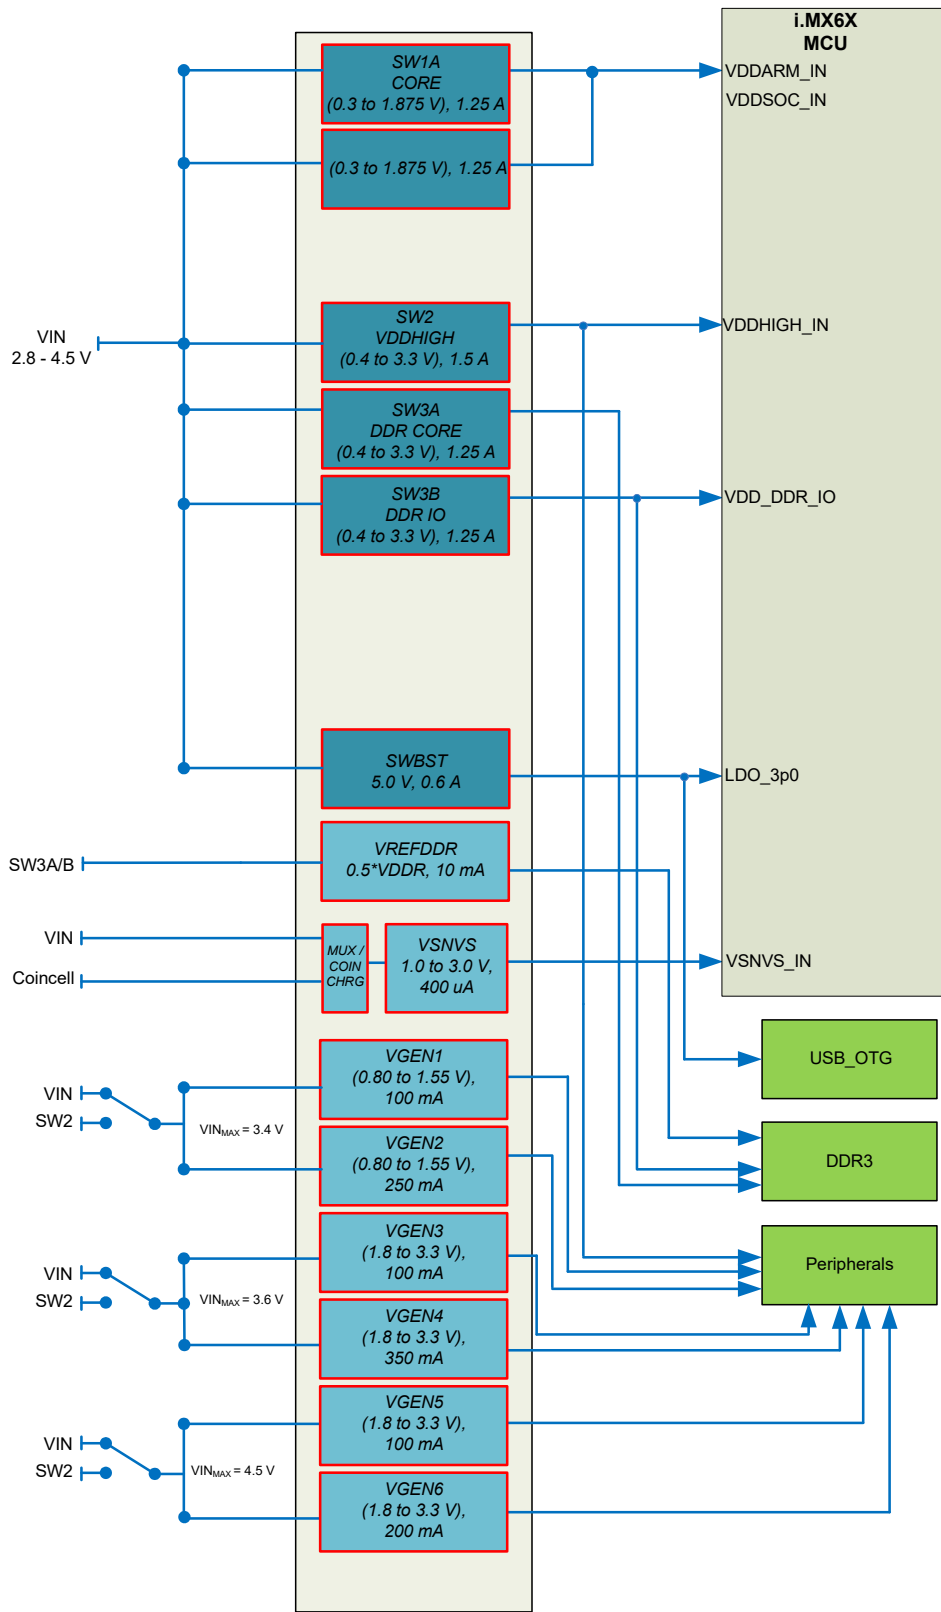 i.MX6X
MCU
SW1A
CORE
(0.3 to 1.875 V), 1.25 A
VDDARM_IN
VDDSOC_IN
(0.3 to 1.875 V), 1.25 A
VIN
2.8 - 4.5 V
SW2
VDDHIGH
(0.4 to 3.3 V), 1.5 A
VDDHIGH_IN
SW3A
DDR CORE
(0.4 to 3.3 V), 1.25 A
SW3B
DDR IO
(0.4 to 3.3 V), 1.25 A
VDD_DDR_IO
SWBST
5.0 V, 0.6 A
LDO_3p0
SW3A/B
VREFDDR
0.5*VDDR, 10 mA
VIN
Coincell
MUX /
COIN
CHRG
VSNVS
1.0 to 3.0 V,
400 uA
VSNVS_IN
USB_OTG
VIN
SW2
VINMAX = 3.4 V
VGEN1
(0.80 to 1.55 V),
100 mA
VGEN2
(0.80 to 1.55 V),
250 mA
DDR3
VIN
SW2
VINMAX = 3.6 V
VGEN3
(1.8 to 3.3 V),
100 mA
VGEN4
(1.8 to 3.3 V),
350 mA
Peripherals
VIN
SW2
VINMAX = 4.5 V
VGEN5
(1.8 to 3.3 V),
100 mA
VGEN6
(1.8 to 3.3 V),
200 mA